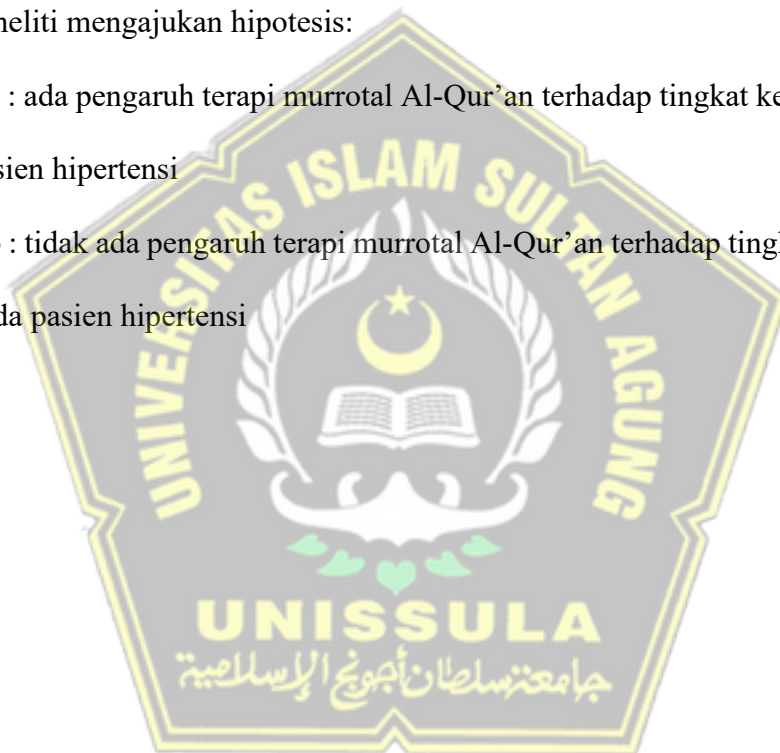 neliti mengajukan hipotesis:
: ada pengaruh terapi murrotal Al-Qur’an terhadap tingkat ke
sien hipertensi
: tidak ada pengaruh terapi murrotal Al-Qur’an terhadap ting
da pasien hipertensi
UNIVERSITAS ISLAM SULTAN AGUNG
UNISSULA
جامعة سلطان أجونج الإسلامية